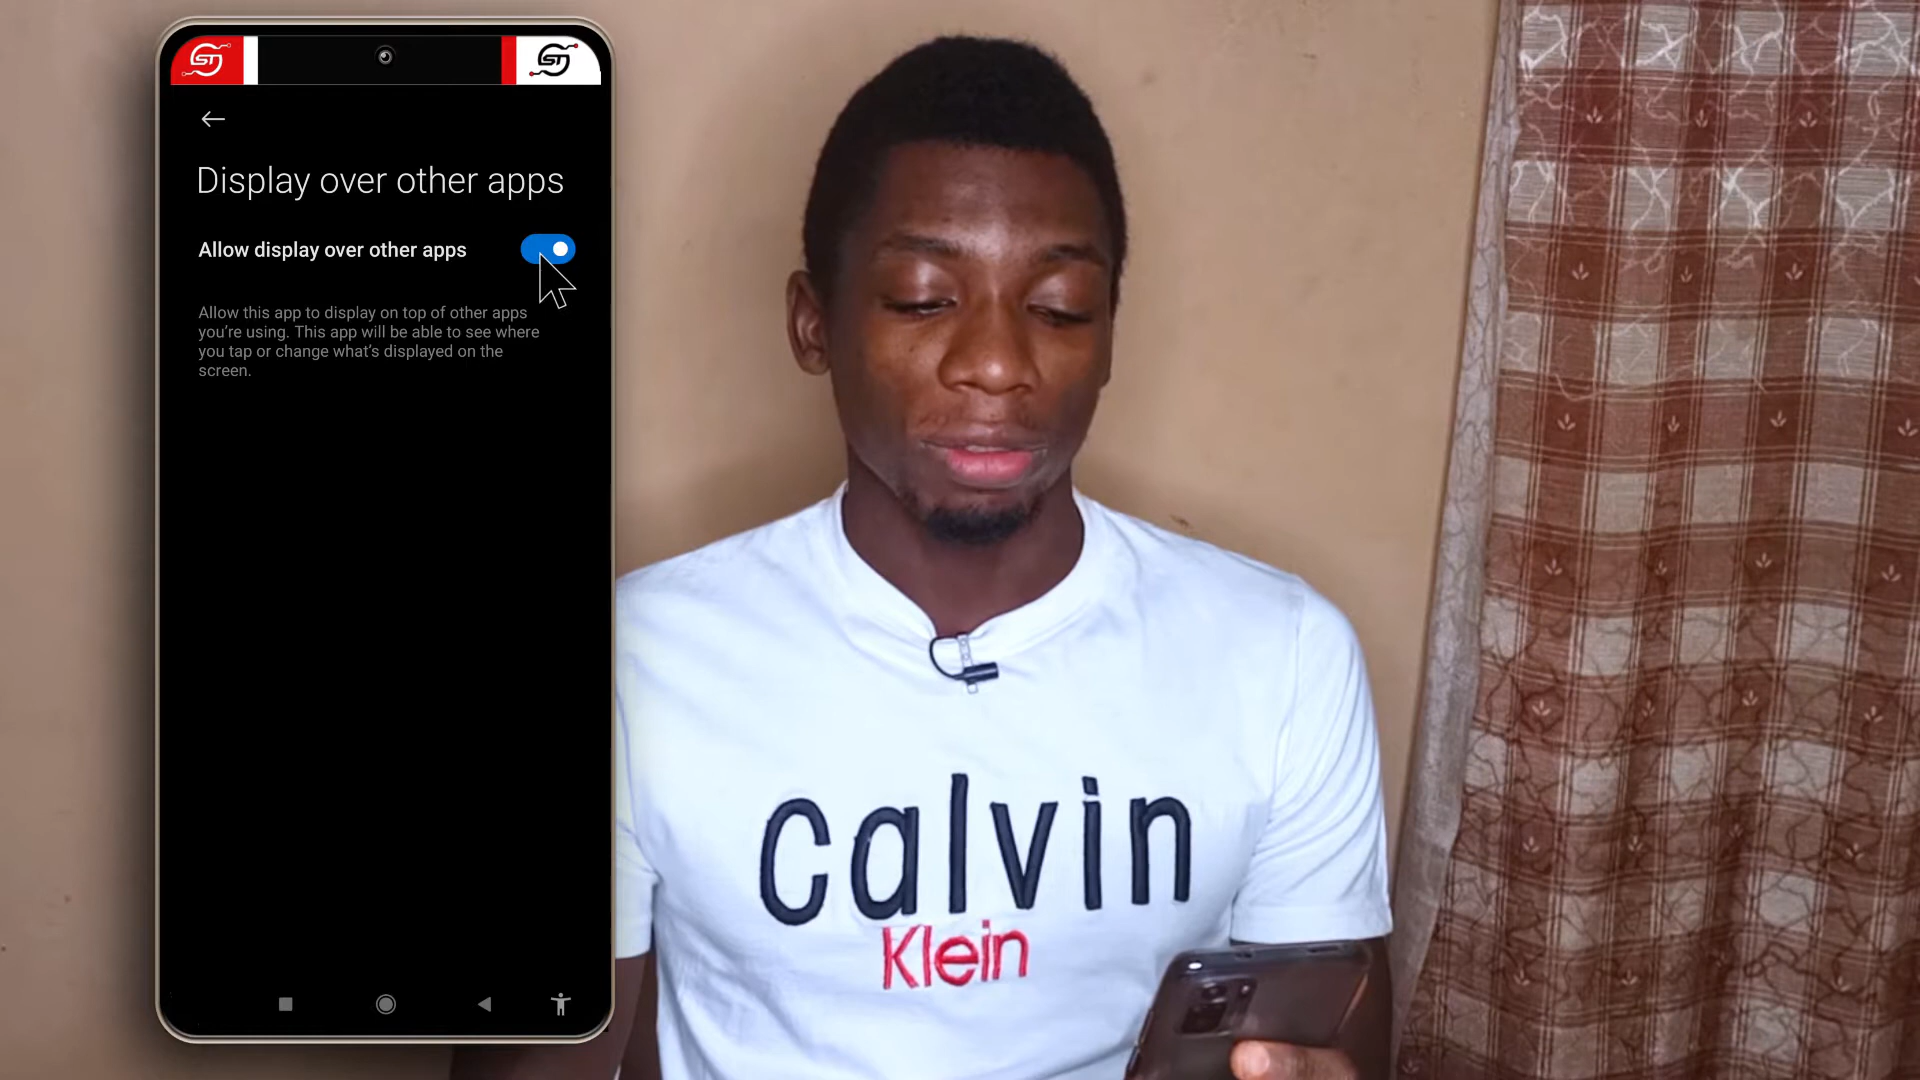 ST
ST
Display over other apps
Allow display over other apps
Allow this app to display on top of other apps
you're using. This app will be able to see where
you tap or change what's displayed on the
screen.
Calvin
Klein